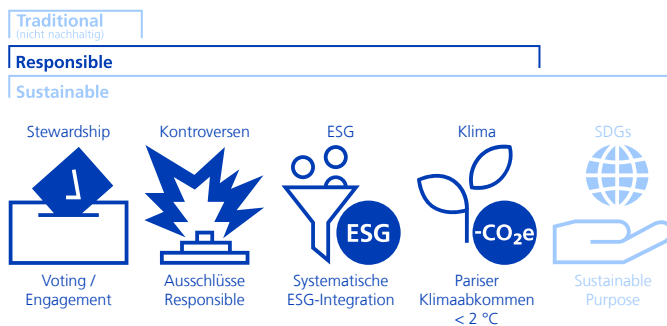 Traditional
(nicht nachhaltig)
Responsible
Sustainable
Stewardship
Kontroversen
ESG
Klima
SDGs
ESG
-CO₂e
Voting /
Engagement
Ausschlüsse
Responsible
Systematische
ESG-Integration
Pariser
Klimaabkommen
< 2 °C
Sustainable
Purpose